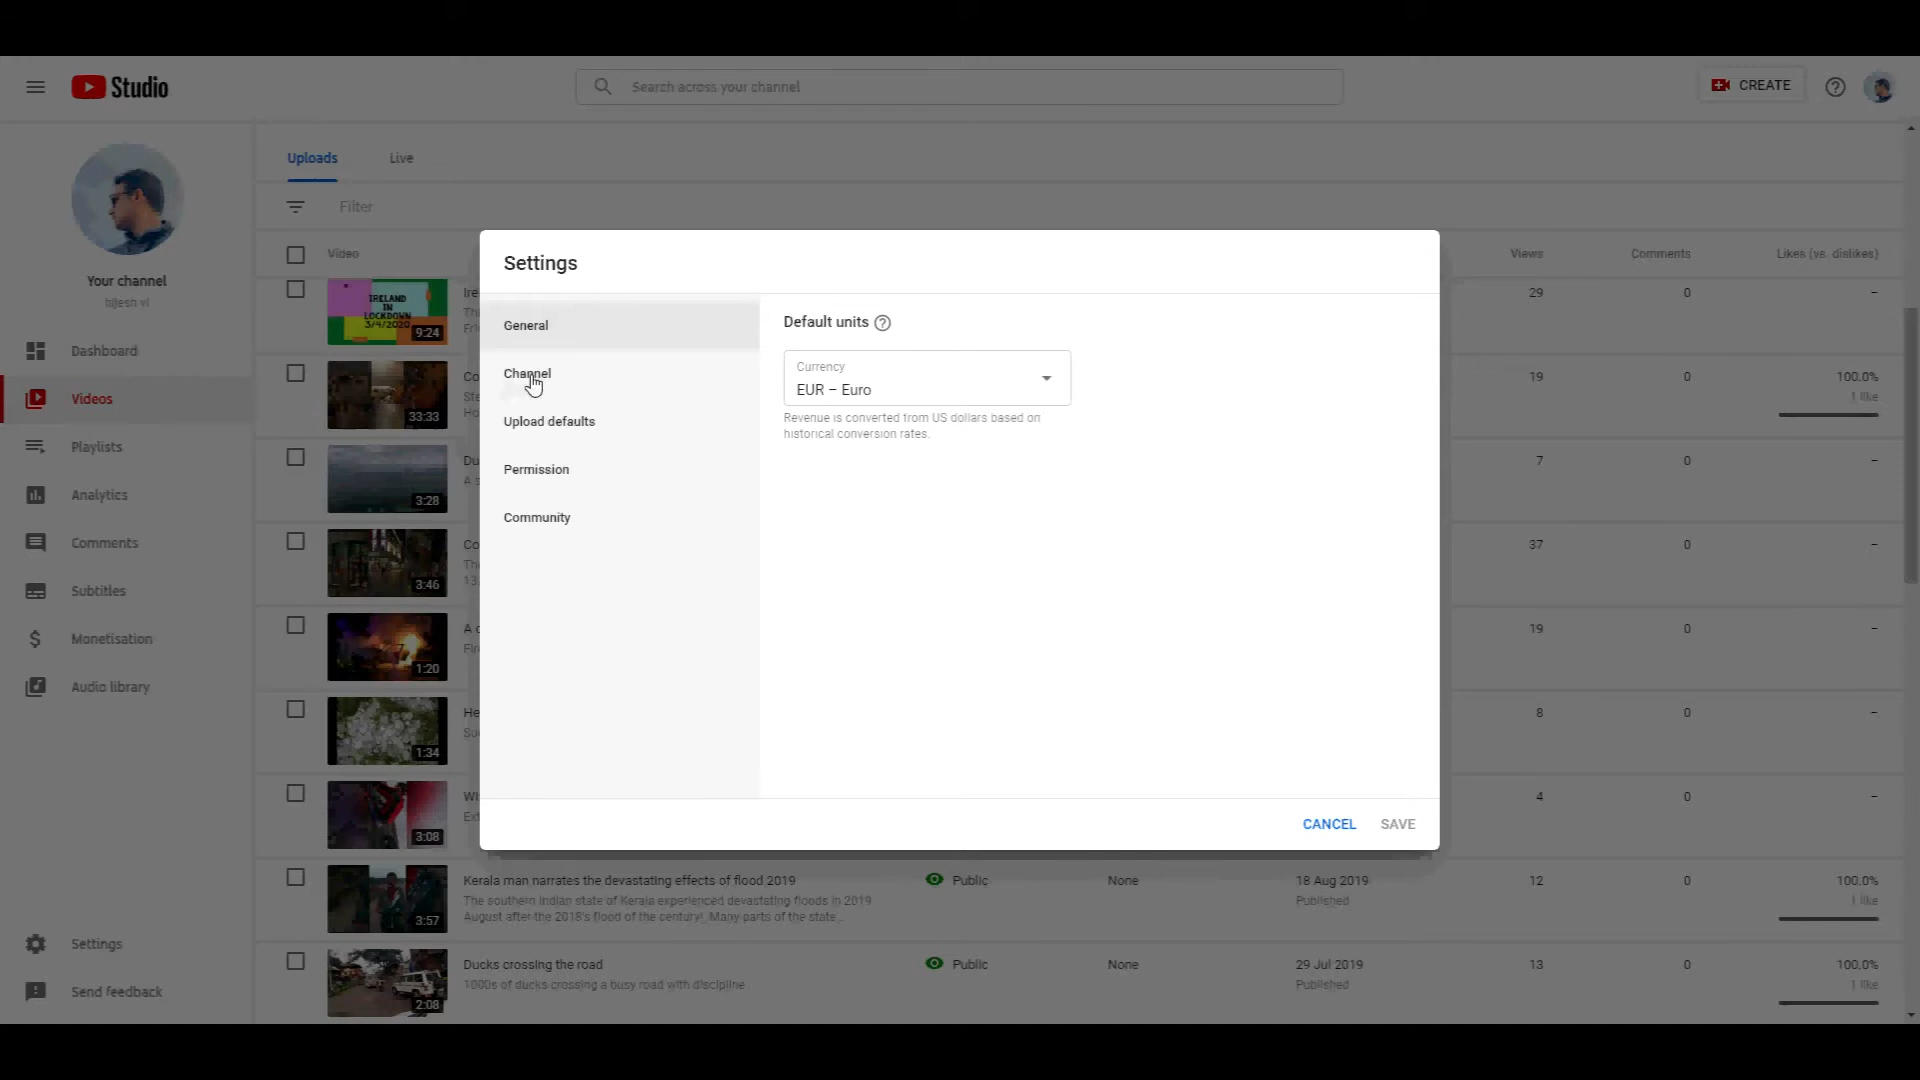 Studio
Search across your channel
CREATE
Your channel
bijesh vl
Dashboard
Videos
Playlists
Analytics
Comments
Subtitles
Monetisation
Audio library
Settings
Send feedback
Uploads
Live
Filter
Video
Views
Comments
Likes (vs. dislikes)
IRELAND
IN
LOCKDOWN
3/4/2020
9:24
29
0
–
33:33
19
0
100.0%
1 like
3:28
7
0
–
3:46
37
0
–
1:20
19
0
–
1:34
8
0
–
3:08
4
0
–
Settings
General
Channel
Upload defaults
Permission
Community
Default units
Currency
EUR – Euro
Revenue is converted from US dollars based on
historical conversion rates.
CANCEL
SAVE
3:57
Kerala man narrates the devastating effects of flood 2019
The southern Indian state of Kerala experienced devastating floods in 2019
August after the 2018's flood of the century!. Many parts of the state...
Public
None
18 Aug 2019
Published
12
0
100.0%
1 like
2:08
Ducks crossing the road
1000s of ducks crossing a busy road with discipline
Public
None
29 Jul 2019
Published
13
0
100.0%
1 like